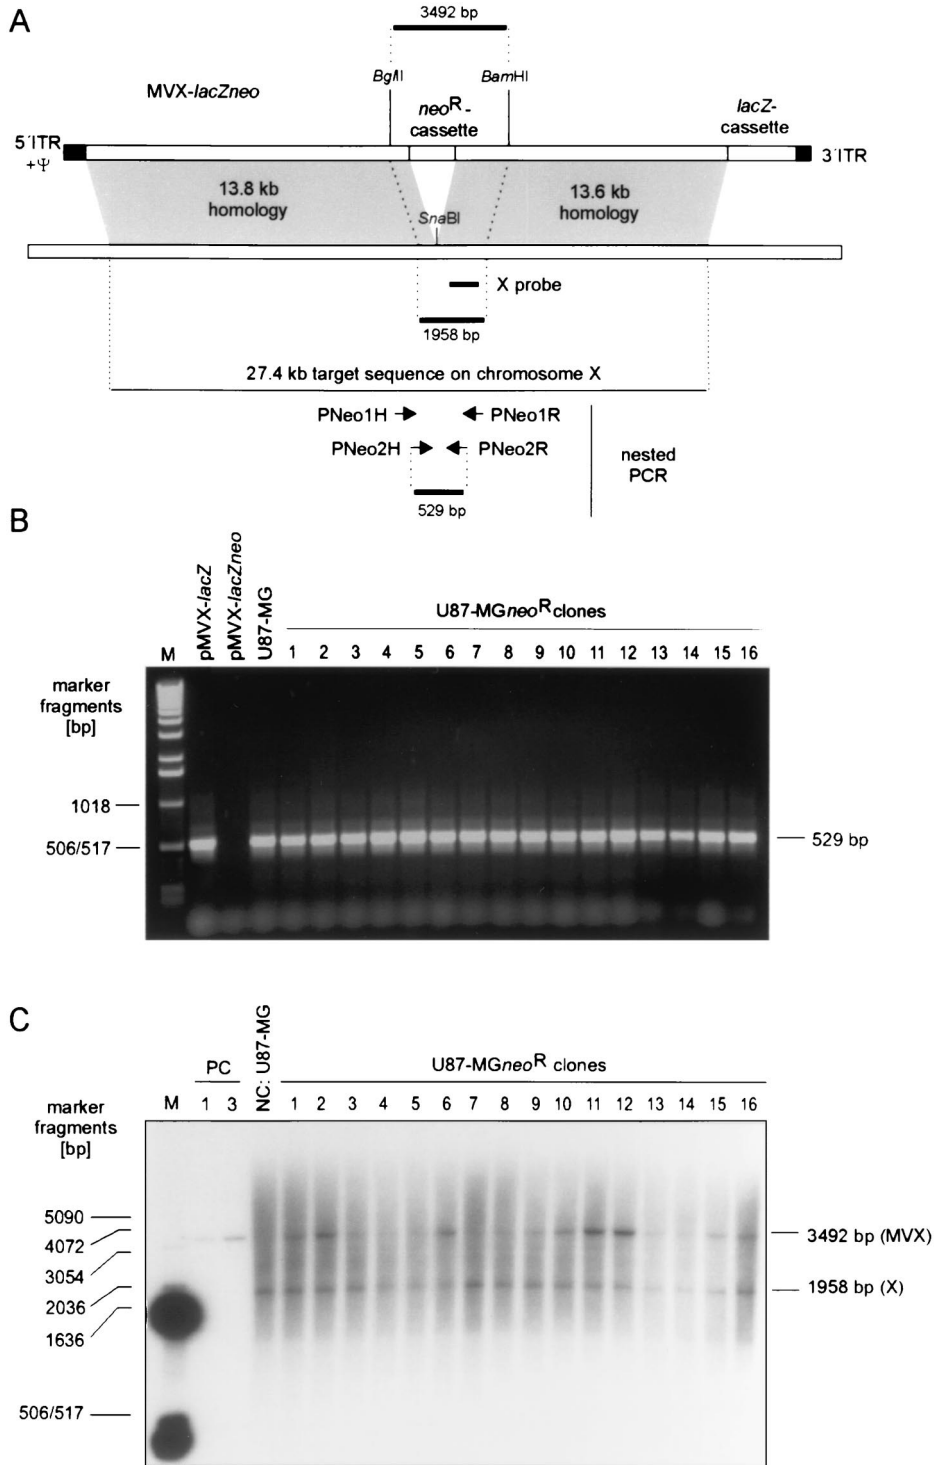 A
3492 bp
BglII
BamHI
MVX-lacZneo
neoR-
cassette
lacZ-
cassette
5´ITR
+Ψ
3´ITR
13.8 kb
homology
13.6 kb
homology
SnaBI
X probe
1958 bp
27.4 kb target sequence on chromosome X
PNeo1H
PNeo1R
PNeo2H
PNeo2R
nested
PCR
529 bp
B
pMVX-lacZ
pMVX-lacZneo
U87-MG
U87-MGneoR clones
M
1 2 3 4 5 6 7 8 9 10 11 12 13 14 15 16
marker
fragments
[bp]
1018
506/517
529 bp
C
PC
NC: U87-MG
U87-MGneoR clones
M 1 3
1 2 3 4 5 6 7 8 9 10 11 12 13 14 15 16
marker
fragments
[bp]
5090
4072
3054
2036
1636
506/517
3492 bp (MVX)
1958 bp (X)